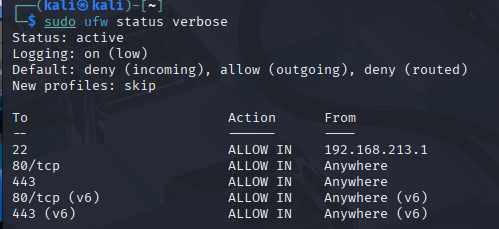 ┌──(kali㉿kali)-[~]
└─$ sudo ufw status verbose
Status: active
Logging: on (low)
Default: deny (incoming), allow (outgoing), deny (routed)
New profiles: skip

To                         Action      From
--                         ------      ----
22                         ALLOW IN    192.168.213.1
80/tcp                     ALLOW IN    Anywhere
443                        ALLOW IN    Anywhere
80/tcp (v6)                ALLOW IN    Anywhere (v6)
443 (v6)                   ALLOW IN    Anywhere (v6)